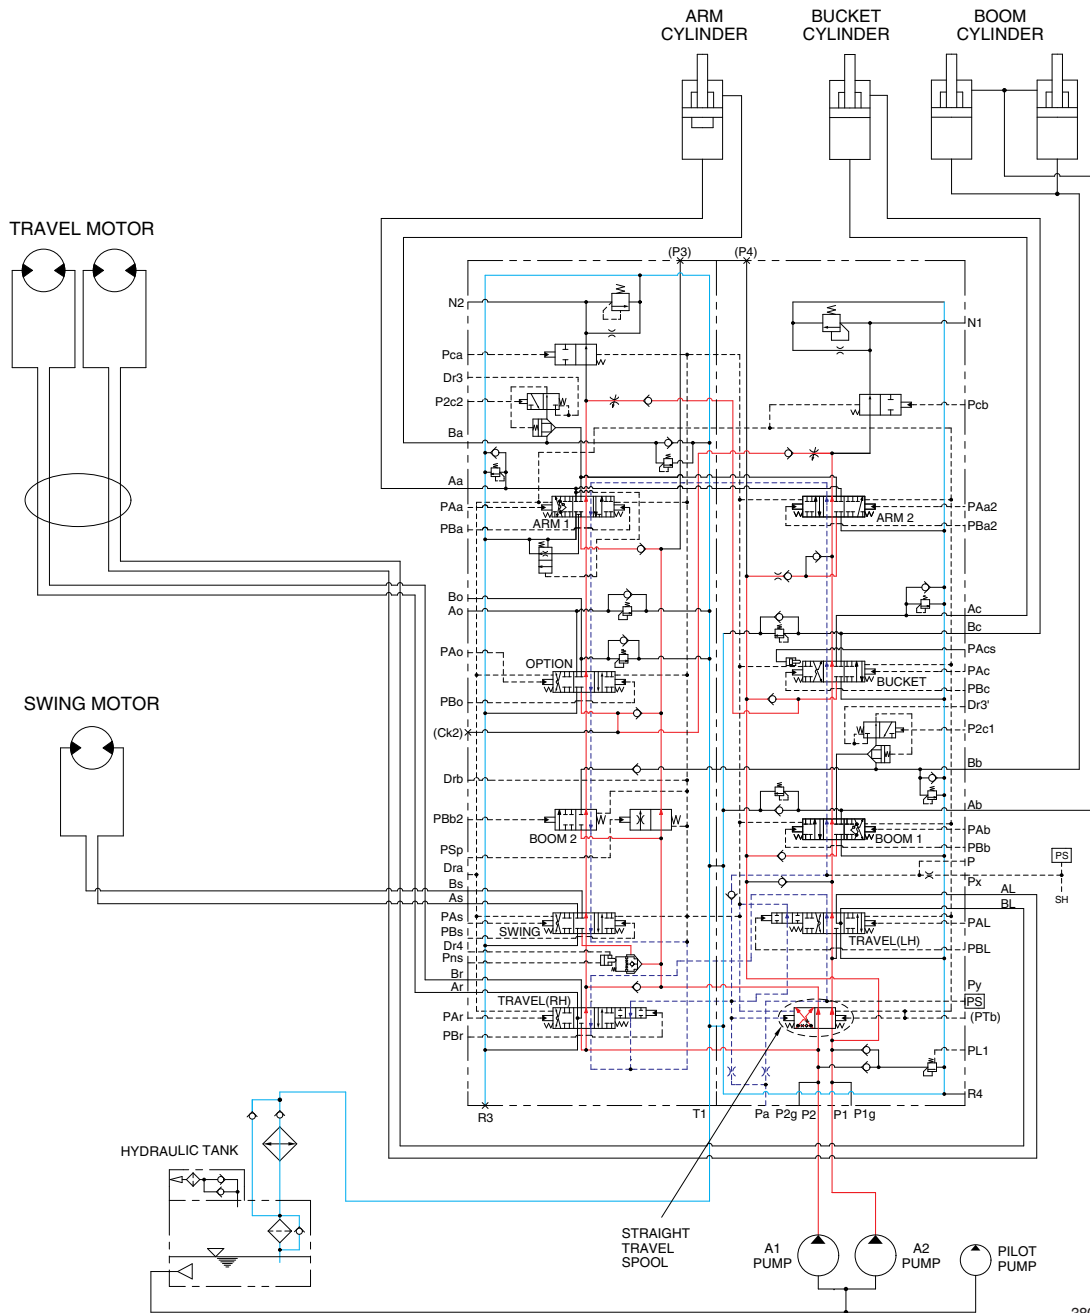 ARM
CYLINDER
BUCKET
CYLINDER
BOOM
CYLINDER
TRAVEL MOTOR
(P3)
(P4)
N2
N1
Pca
Dr3
P2c2
Pcb
Ba
Aa
PAa
ARM 1
PBa
ARM 2
PAa2
PBa2
Bo
Ao
Ac
Bc
PAcs
PAo
OPTION
PAc
BUCKET
PBo
PBc
Dr3'
SWING MOTOR
(Ck2)
P2c1
Drb
Bb
Ab
PBb2
BOOM 2
PAb
BOOM 1
PSp
PBb
Dra
P
PS
Bs
Px
SH
As
AL
BL
PAs
PAL
PBs
SWING
TRAVEL(LH)
Dr4
PBL
Pns
Br
Py
Ar
TRAVEL(RH)
PS
PAr
(PTb)
PBr
PL1
R4
R3
T1
Pa
P2g
P2
P1
P1g
HYDRAULIC TANK
STRAIGHT
TRAVEL
SPOOL
A1
PUMP
A2
PUMP
PILOT
PUMP